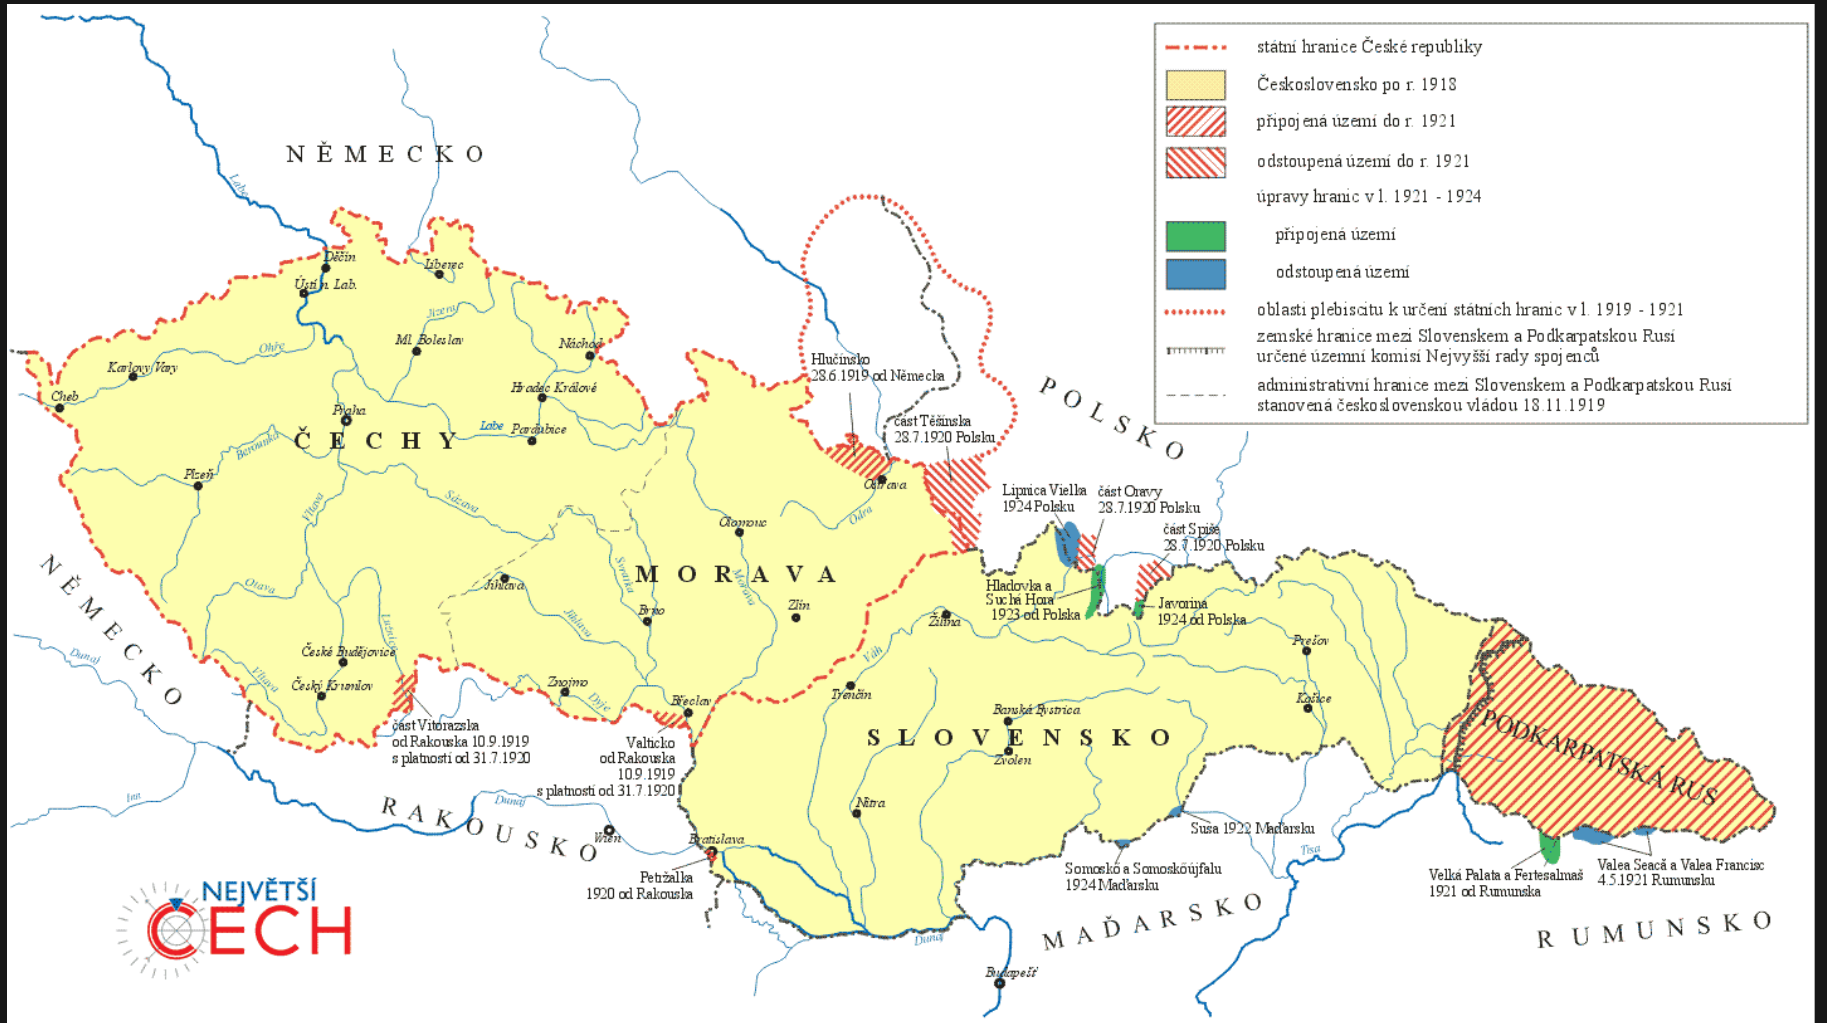 státní hranice České republiky
Československo po r. 1918
připojená území do r. 1921
odstoupená území do r. 1921
úpravy hranic v l. 1921 - 1924
připojená území
odstoupená území
oblasti plebiscitu k určení státních hranic v l. 1919 - 1921
zemské hranice mezi Slovenskem a Podkarpatskou Rusí
určené územní komisí Nejvyšší rady spojenců
administrativní hranice mezi Slovenskem a Podkarpatskou Rusí
stanovená československou vládou 18.11.1919
NĚMECKO
Labe
Děčín
Liberec
Ústí n. Lab.
Jizera
Ml. Boleslav
Náchod
Ohře
Karlovy Vary
Cheb
Hradec Králové
Praha
Labe
Pardubice
ČECHY
Berounka
Plzeň
Vltava
Sázava
Hlučínsko
28.6.1919 od Německa
část Těšínska
28.7.1920 Polsku
POLSKO
Ostrava
Odra
Olomouc
Lipnica Vielka
1924 Polsku
část Oravy
28.7.1920 Polsku
část Spiše
28.7.1920 Polsku
NĚMECKO
MORAVA
Otava
Jihlava
Svratka
Morava
Jihlava
Brno
Zlín
Lužnice
Hladovka a
Suchá Hora
1923 od Polska
Javorina
1924 od Polska
Žilina
Prešov
České Budějovice
Dunaj
Váh
Vltava
Český Krumlov
Znojmo
Dyje
Břeclav
Trenčín
Košice
Banská Bystrica
SLOVENSKO
Zvolen
PODKARPATSKÁ RUS
část Vitorazska
od Rakouska 10.9.1919
s platností od 31.7.1920
Valticko
od Rakouska
10.9.1919
s platností od 31.7.1920
Inn
Dunaj
RAKOUSKO
Wien
Nitra
Bratislava
Susa 1922 Maďarsku
Tisa
Petržalka
1920 od Rakouska
Somoskö a Somosköújfalu
1924 Maďarsku
Velká Palata a Fertesalmaš
1921 od Rumunska
Valea Seacă a Valea Francisc
4.5.1921 Rumunsku
NEJVĚTŠÍ
ČECH
MAĎARSKO
RUMUNSKO
Dunaj
Budapešť